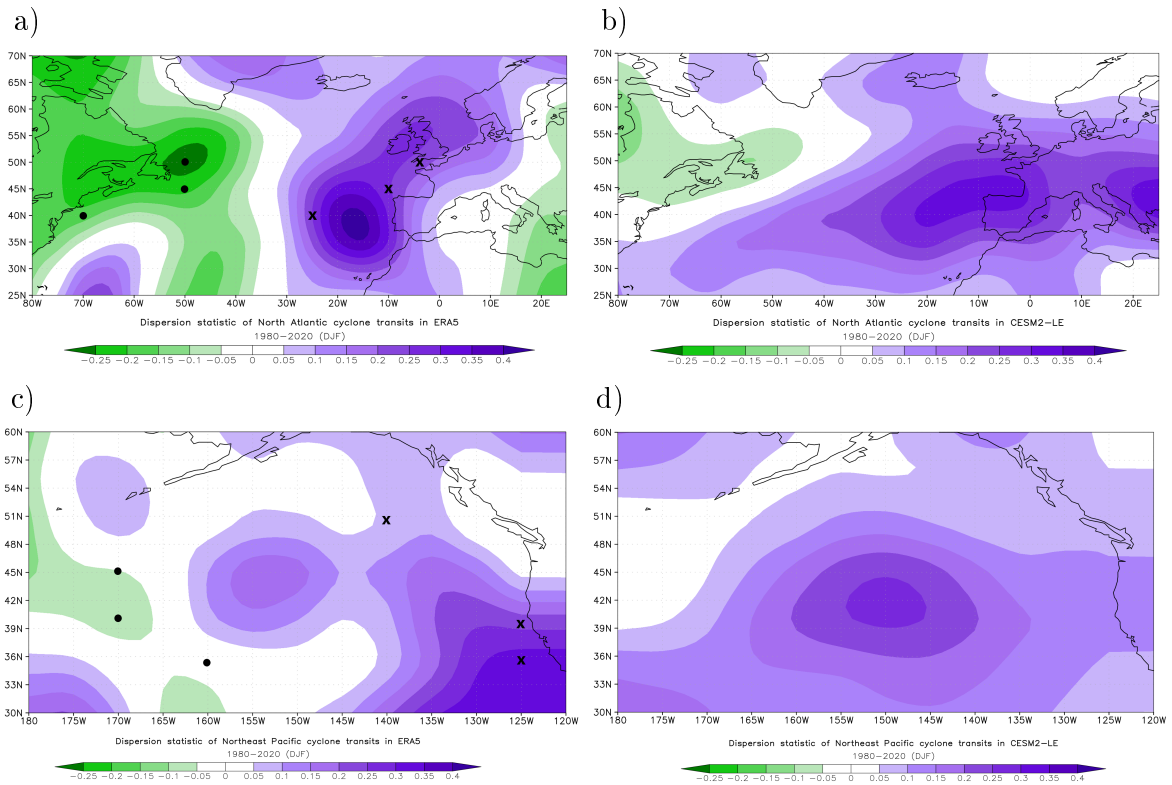 a)
70N
65N
60N
55N
50N
45N
40N
35N
30N
25N
80W 70W 60W 50W 40W 30W 20W 10W 0 10E 20E
x
x
x
Dispersion statistic of North Atlantic cyclone transits in ERA5
1980-2020 (DJF)
-0.25 -0.2 -0.15 -0.1 -0.05 0 0.05 0.1 0.15 0.2 0.25 0.3 0.35 0.4
b)
70N
65N
60N
55N
50N
45N
40N
35N
30N
25N
80W 70W 60W 50W 40W 30W 20W 10W 0 10E 20E
Dispersion statistic of North Atlantic cyclone transits in CESM2-LE
1980-2020 (DJF)
-0.25 -0.2 -0.15 -0.1 -0.05 0 0.05 0.1 0.15 0.2 0.25 0.3 0.35 0.4
c)
60N
57N
54N
51N
48N
45N
42N
39N
36N
33N
30N
180 175W 170W 165W 160W 155W 150W 145W 140W 135W 130W 125W 120W
x
x
x
Dispersion statistic of Northeast Pacific cyclone transits in ERA5
1980-2020 (DJF)
-0.25 -0.2 -0.15 -0.1 -0.05 0 0.05 0.1 0.15 0.2 0.25 0.3 0.35 0.4
d)
60N
57N
54N
51N
48N
45N
42N
39N
36N
33N
30N
180 175W 170W 165W 160W 155W 150W 145W 140W 135W 130W 125W 120W
Dispersion statistic of Northeast Pacific cyclone transits in CESM2-LE
1980-2020 (DJF)
-0.25 -0.2 -0.15 -0.1 -0.05 0 0.05 0.1 0.15 0.2 0.25 0.3 0.35 0.4